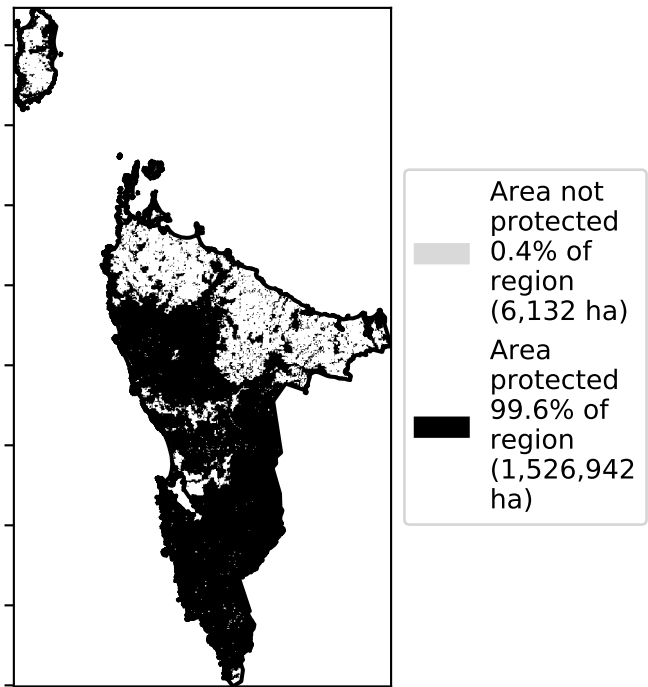 Area not
protected
0.4% of
region
(6,132 ha)
Area
protected
99.6% of
region
(1,526,942
ha)